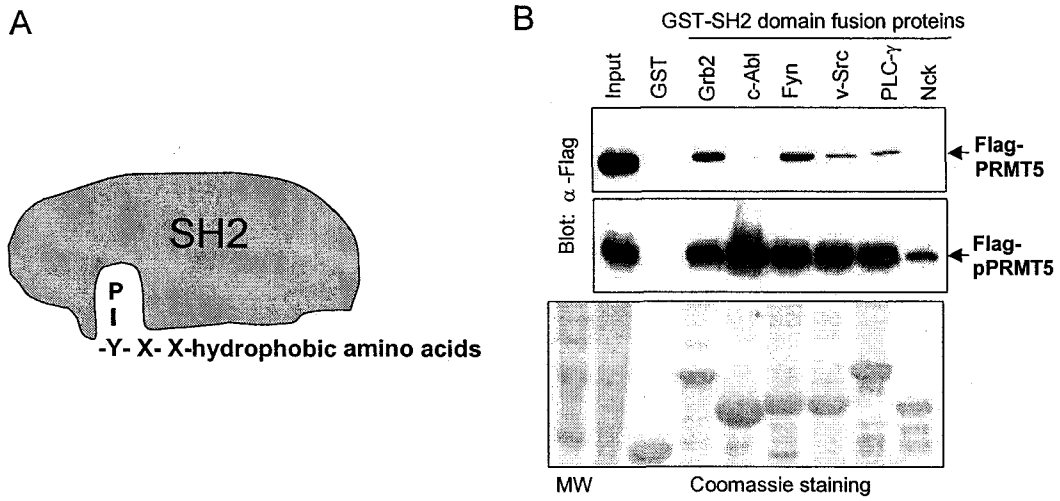 A
SH2
P
-Y- X- X-hydrophobic amino acids
B
GST-SH2 domain fusion proteins
Input
GST
Grb2
c-Abl
Fyn
v-Src
PLC-γ
Nck
Blot: α -Flag
Flag-
PRMT5
Flag-
pPRMT5
MW
Coomassie staining